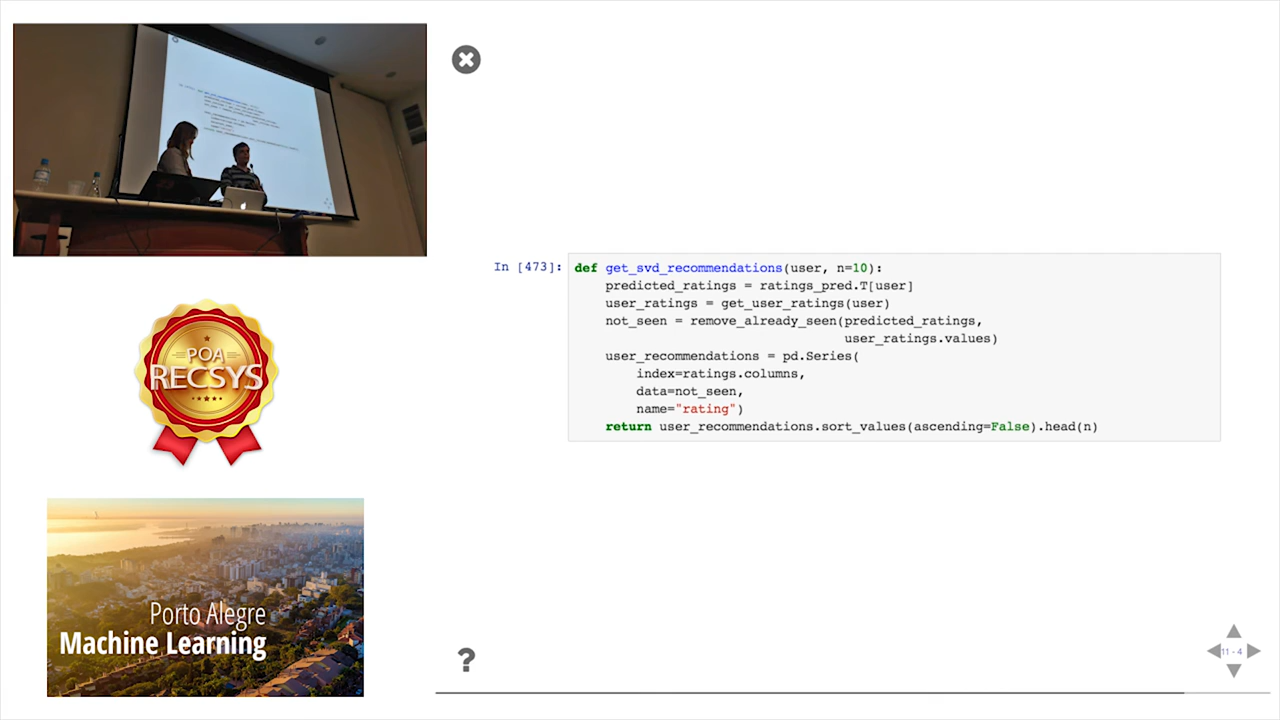 In [473]:
def get_svd_recommendations(user, n=10):
    predicted_ratings = ratings_pred.T[user]
    user_ratings = get_user_ratings(user)
    not_seen = remove_already_seen(predicted_ratings,
                                   user_ratings.values)
    user_recommendations = pd.Series(
        index=ratings.columns,
        data=not_seen,
        name="rating")
    return user_recommendations.sort_values(ascending=False).head(n)
POA
RECSYS
Porto Alegre
Machine Learning
?
11 - 4